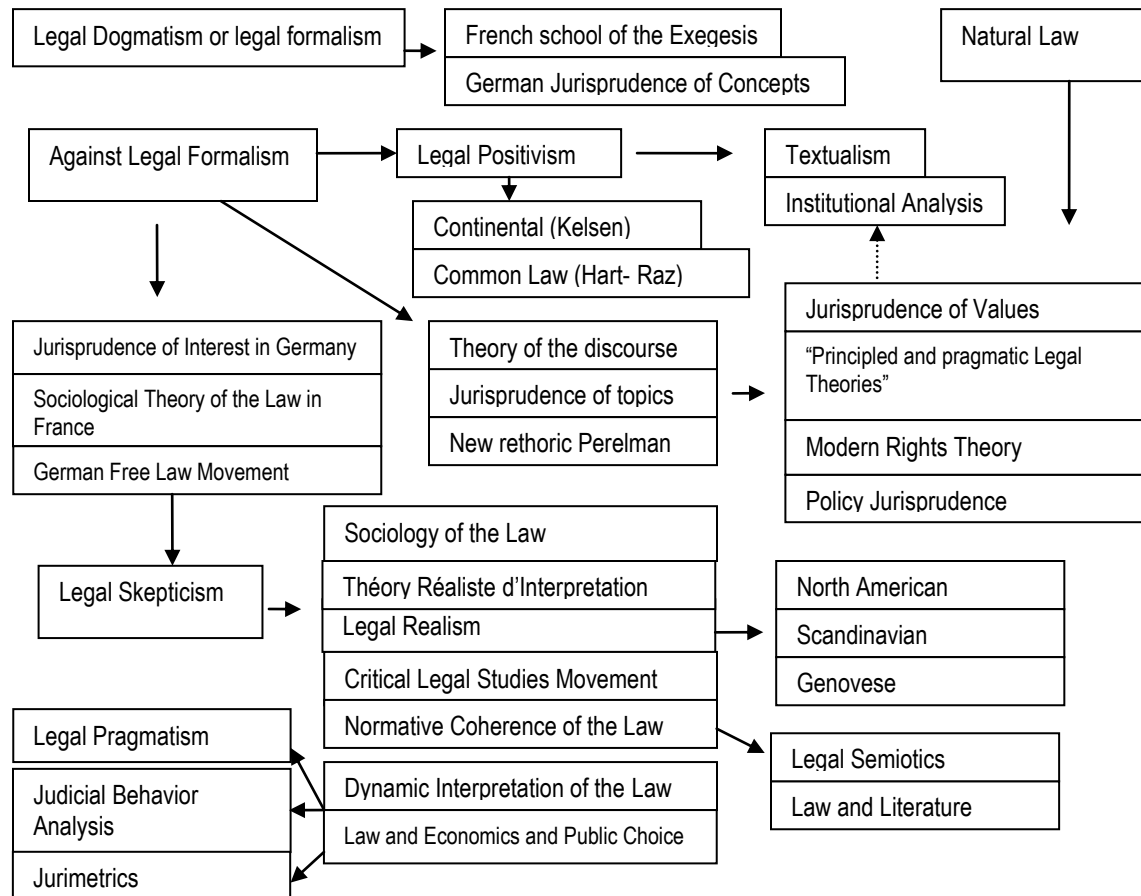 Legal Dogmatism or legal formalism
French school of the Exegesis
German Jurisprudence of Concepts
Natural Law
Against Legal Formalism
Legal Positivism
Textualism
Institutional Analysis
Continental (Kelsen)
Common Law (Hart- Raz)
Jurisprudence of Interest in Germany
Sociological Theory of the Law in
France
German Free Law Movement
Theory of the discourse
Jurisprudence of topics
New rethoric Perelman
Jurisprudence of Values
“Principled and pragmatic Legal
Theories”
Modern Rights Theory
Policy Jurisprudence
Legal Skepticism
Sociology of the Law
Théory Réaliste d’Interpretation
Legal Realism
Critical Legal Studies Movement
Normative Coherence of the Law
North American
Scandinavian
Genovese
Legal Pragmatism
Judicial Behavior
Analysis
Jurimetrics
Dynamic Interpretation of the Law
Law and Economics and Public Choice
Legal Semiotics
Law and Literature